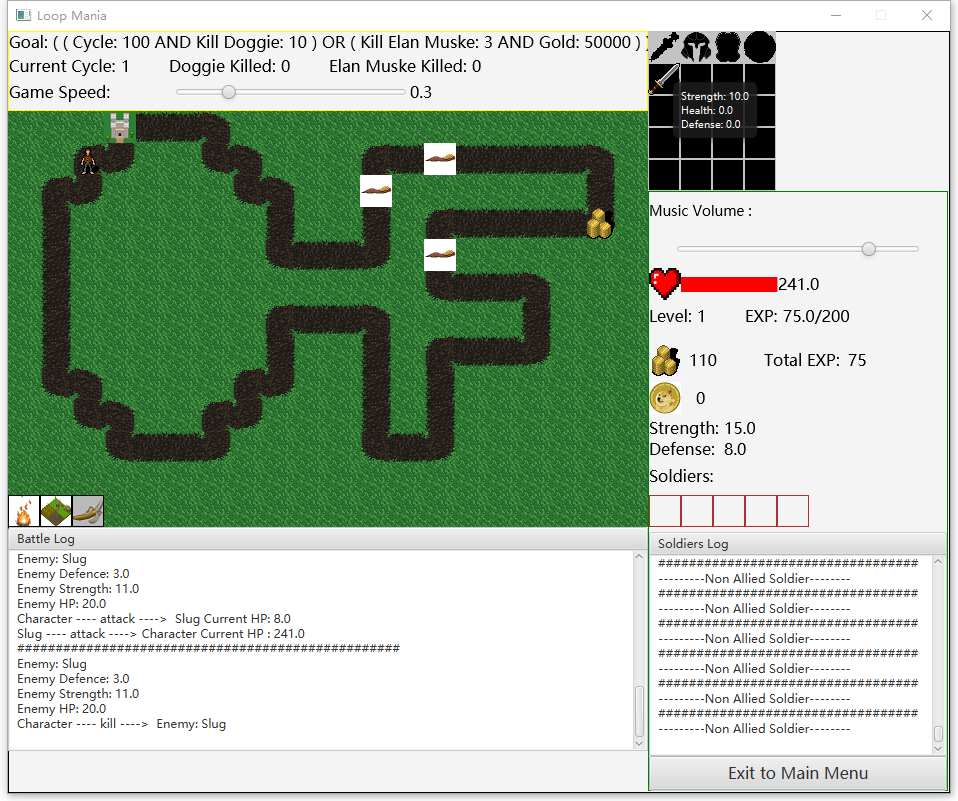 Loop Mania
Goal: ( ( Cycle: 100 AND Kill Doggie: 10 ) OR ( Kill Elan Muske: 3 AND Gold: 50000 ) )
Current Cycle: 1 Doggie Killed: 0 Elan Muske Killed: 0
Game Speed: 0.3
Strength: 10.0
Health: 0.0
Defense: 0.0
Music Volume :
241.0
Level: 1 EXP: 75.0/200
110 Total EXP: 75
0
Strength: 15.0
Defense: 8.0
Soldiers:
Battle Log
Enemy: Slug
Enemy Defence: 3.0
Enemy Strength: 11.0
Enemy HP: 20.0
Character ---- attack ----> Slug Current HP: 8.0
Slug ---- attack ----> Character Current HP : 241.0
##################################################
Enemy: Slug
Enemy Defence: 3.0
Enemy Strength: 11.0
Enemy HP: 20.0
Character ---- kill ----> Enemy: Slug
Soldiers Log
##################################
---------Non Allied Soldier--------
##################################
---------Non Allied Soldier--------
##################################
---------Non Allied Soldier--------
##################################
---------Non Allied Soldier--------
##################################
---------Non Allied Soldier--------
##################################
---------Non Allied Soldier--------
Exit to Main Menu